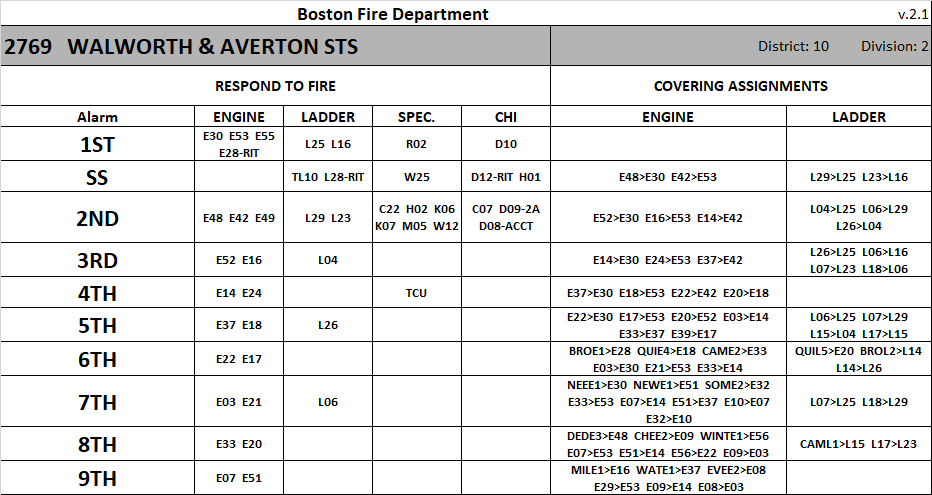 Boston Fire Department v.2.1
2769 WALWORTH & AVERTON STS District: 10 Division: 2
RESPOND TO FIRE COVERING ASSIGNMENTS
Alarm ENGINE LADDER SPEC. CHI ENGINE LADDER
1ST E30 E53 E55 L25 L16 R02 D10
E28-RIT
SS TL10 L28-RIT W25 D12-RIT H01 E48>E30 E42>E53 L29>L25 L23>L16
2ND E48 E42 E49 L29 L23 C22 H02 K06 C07 D09-2A E52>E30 E16>E53 E14>E42 L04>L25 L06>L29
K07 M05 W12 D08-ACCT L26>L04
3RD E52 E16 L04 E14>E30 E24>E53 E37>E42 L26>L25 L06>L16
L07>L23 L18>L06
4TH E14 E24 TCU E37>E30 E18>E53 E22>E42 E20>E18
5TH E37 E18 L26 E22>E30 E17>E53 E20>E52 E03>E14 L06>L25 L07>L29
E33>E37 E39>E17 L15>L04 L17>L15
6TH E22 E17 BROE1>E28 QUIE4>E18 CAME2>E33 QUIL5>E20 BROL2>L14
E03>E30 E21>E53 E33>E14 L14>L26
7TH E03 E21 L06 NEEE1>E30 NEWE1>E51 SOME2>E32 L07>L25 L18>L29
E33>E53 E07>E14 E51>E37 E10>E07
E32>E10
8TH E33 E20 DEDE3>E48 CHEE2>E09 WINTE1>E56 CAML1>L15 L17>L23
E07>E53 E51>E14 E56>E22 E09>E03
9TH E07 E51 MILE1>E16 WATE1>E37 EVEE2>E08
E29>E53 E09>E14 E08>E03